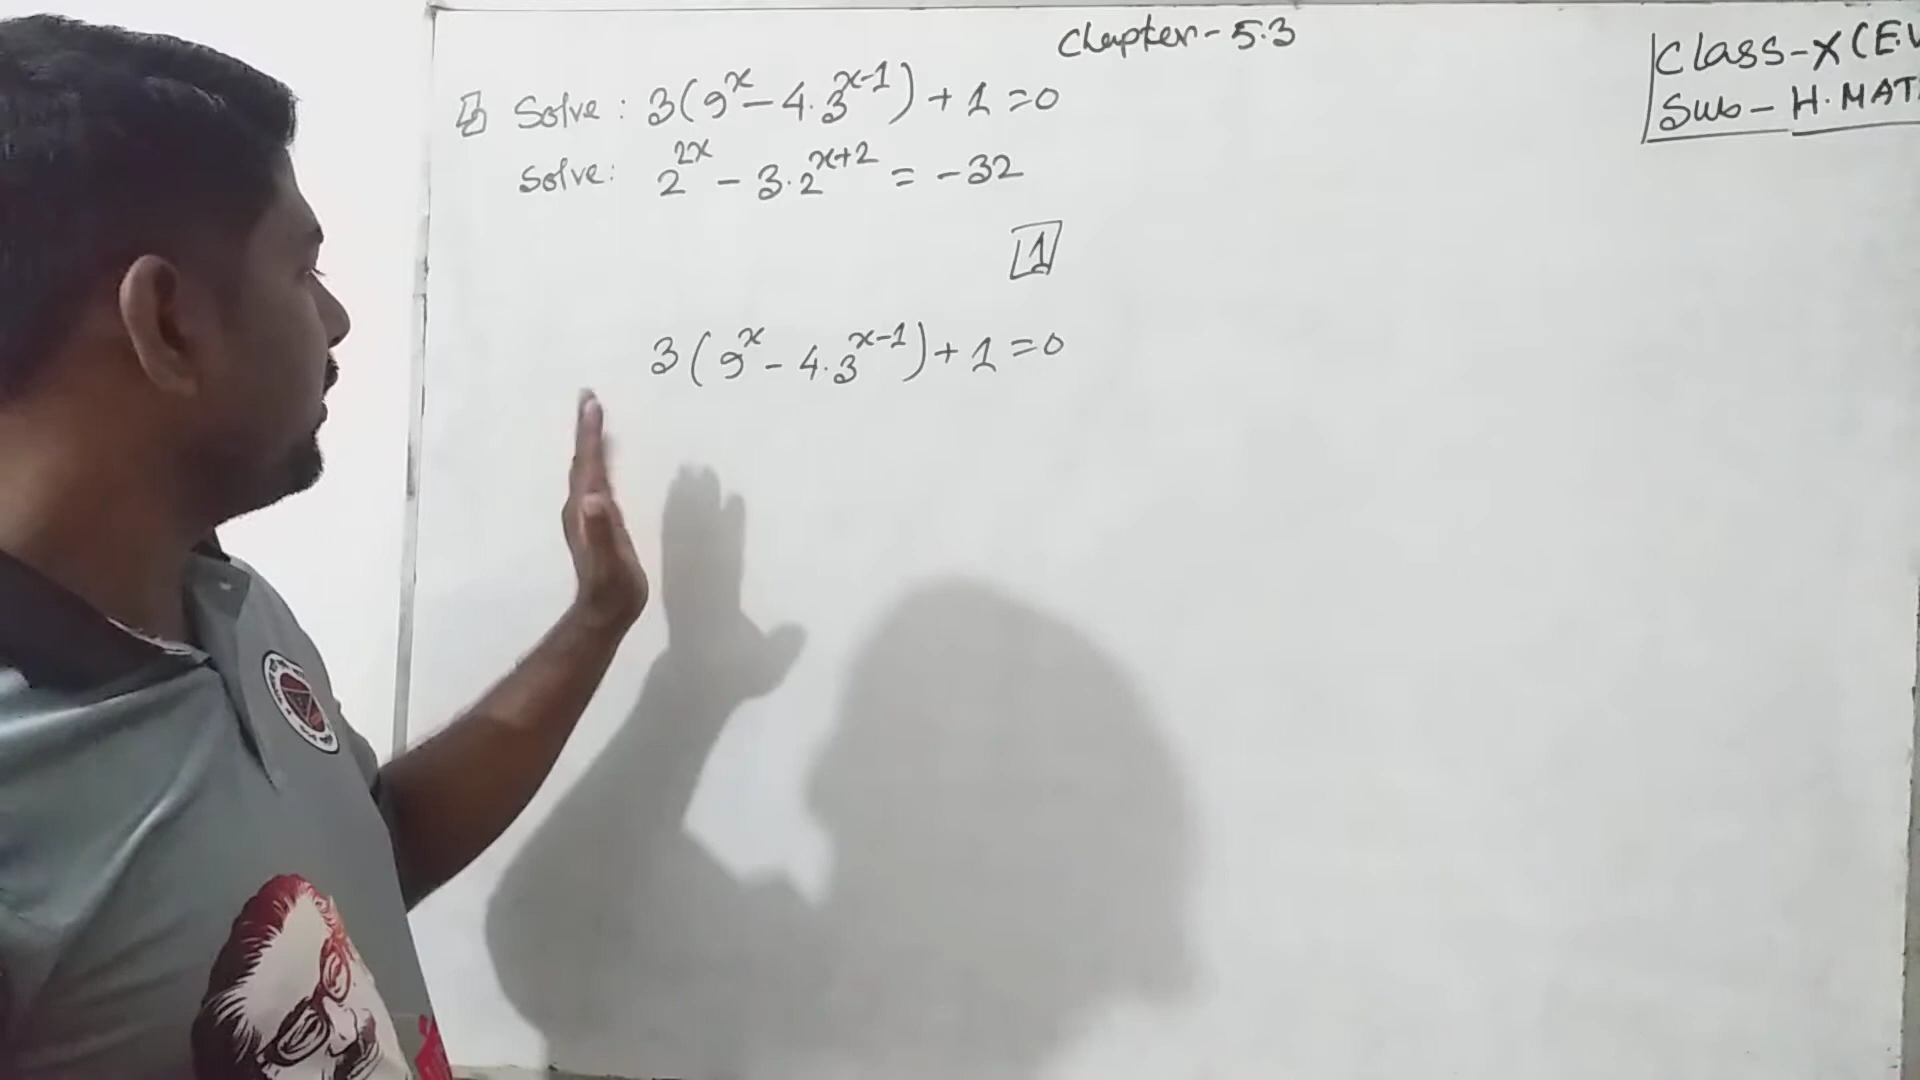 Chapter - 5.3
Class - X (E.V
Sub - H. MAT
Solve : 3(9^x - 4.3^(x-1)) + 1 = 0
Solve : 2^(2x) - 3.2^(x+2) = -32
1
3(9^x - 4.3^(x-1)) + 1 = 0